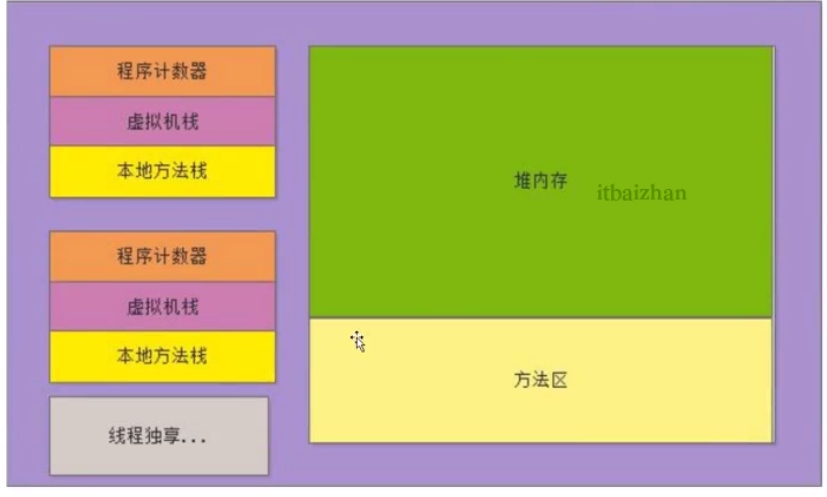 程序计数器
虚拟机栈
本地方法栈
程序计数器
虚拟机栈
本地方法栈
线程独享...
堆内存
itbaizhan
方法区